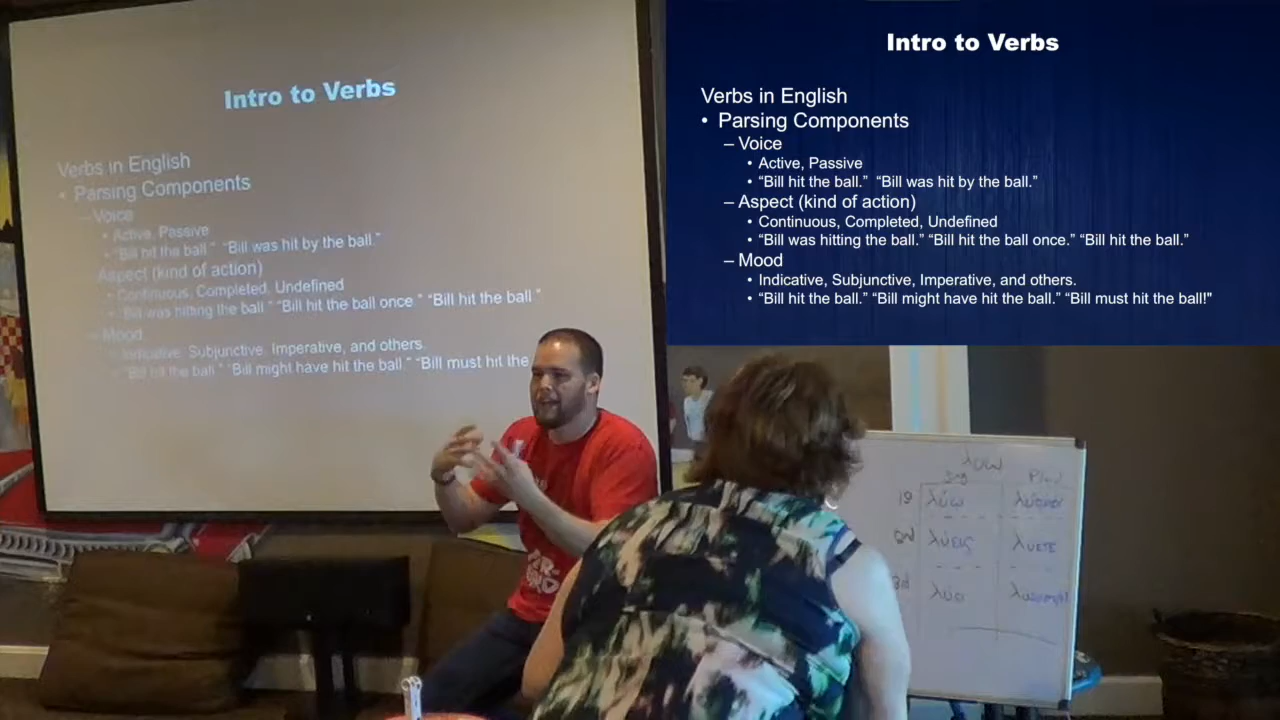 Intro to Verbs
Verbs in English
• Parsing Components
– Voice
• Active, Passive
• "Bill hit the ball." "Bill was hit by the ball."
Aspect (kind of action)
• Continuous, Completed, Undefined
"Bill was hitting the ball." "Bill hit the ball once." "Bill hit the ball."
– Mood
Indicative, Subjunctive, Imperative, and others.
"Bill hit the ball." "Bill might have hit the ball." "Bill must hit the
Intro to Verbs
Verbs in English
• Parsing Components
– Voice
• Active, Passive
• “Bill hit the ball.” “Bill was hit by the ball.”
– Aspect (kind of action)
• Continuous, Completed, Undefined
• “Bill was hitting the ball.” “Bill hit the ball once.” “Bill hit the ball.”
– Mood
• Indicative, Subjunctive, Imperative, and others.
• “Bill hit the ball.” “Bill might have hit the ball.” “Bill must hit the ball!”
λύω
λύεις
λυετε